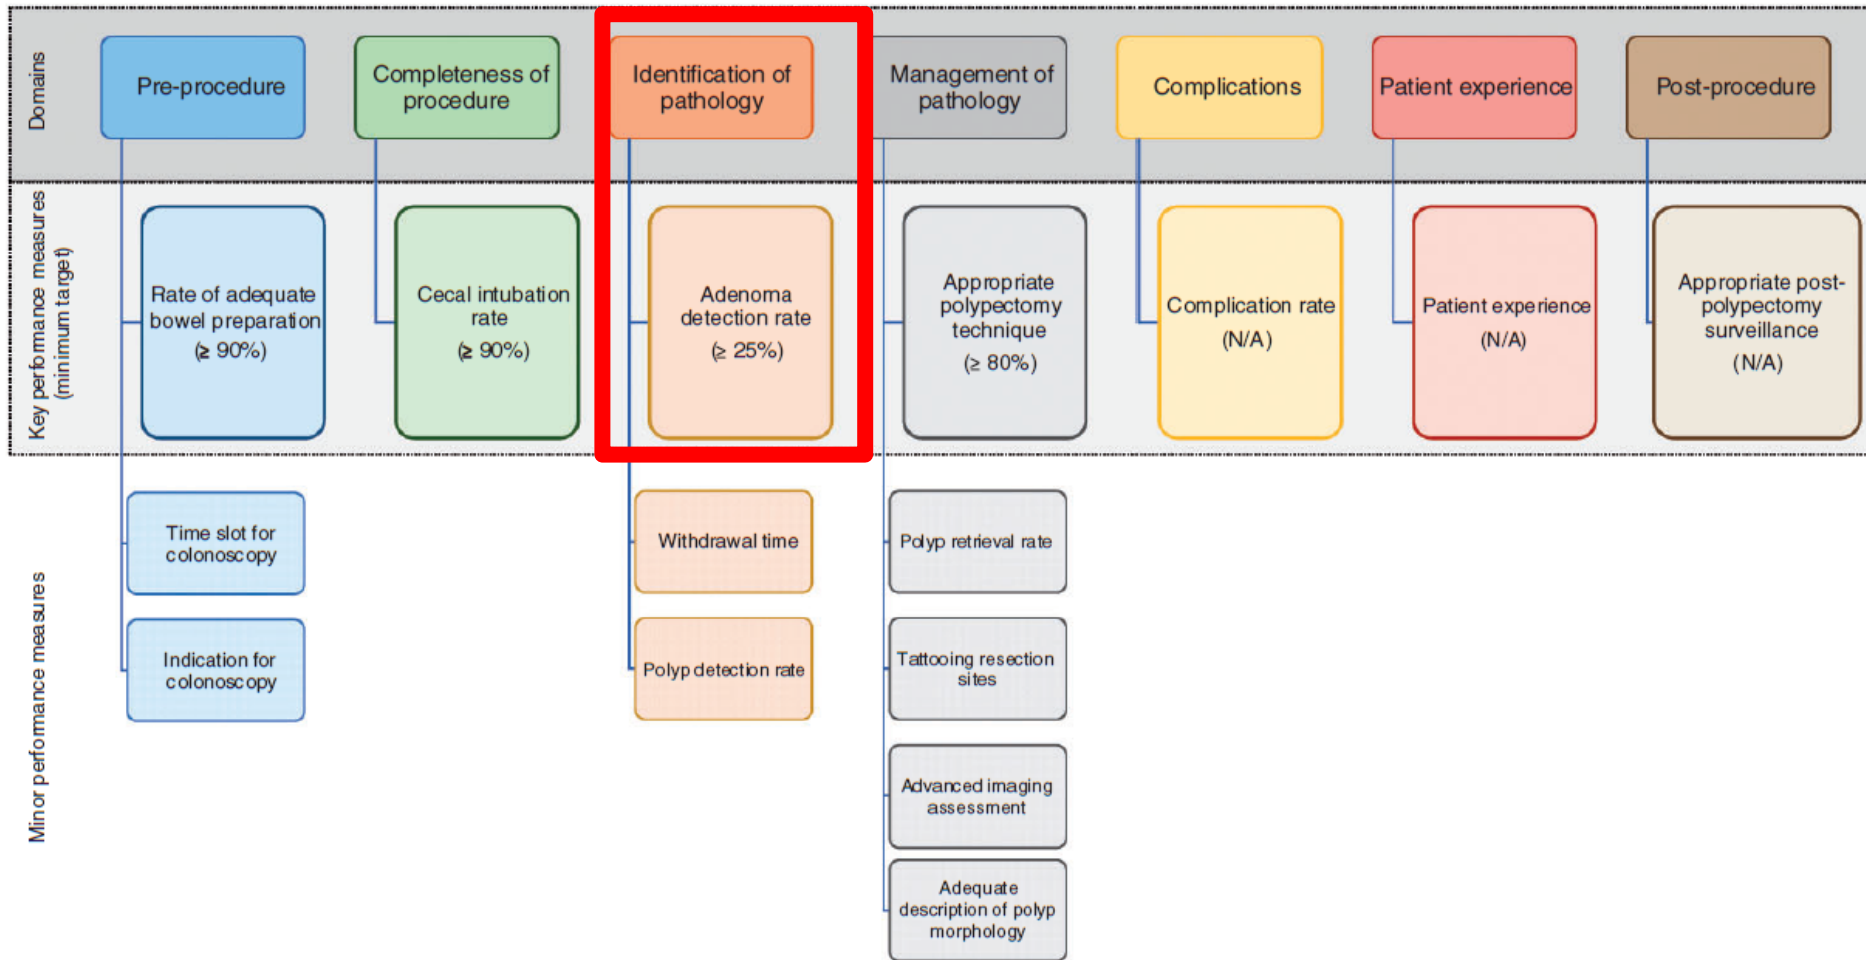 Domains
Pre-procedure
Completeness of
procedure
Identification of
pathology
Management of
pathology
Complications
Patient experience
Post-procedure
Key performance measures
(minimum target)
Rate of adequate
bowel preparation
(≥ 90%)
Cecal intubation
rate
(≥ 90%)
Adenoma
detection rate
(≥ 25%)
Appropriate
polypectomy
technique
(≥ 80%)
Complication rate
(N/A)
Patient experience
(N/A)
Appropriate post-
polypectomy
surveillance
(N/A)
Minor performance measures
Time slot for
colonoscopy
Indication for
colonoscopy
Withdrawal time
Polyp detection rate
Polyp retrieval rate
Tattooing resection
sites
Advanced imaging
assessment
Adequate
description of polyp
morphology